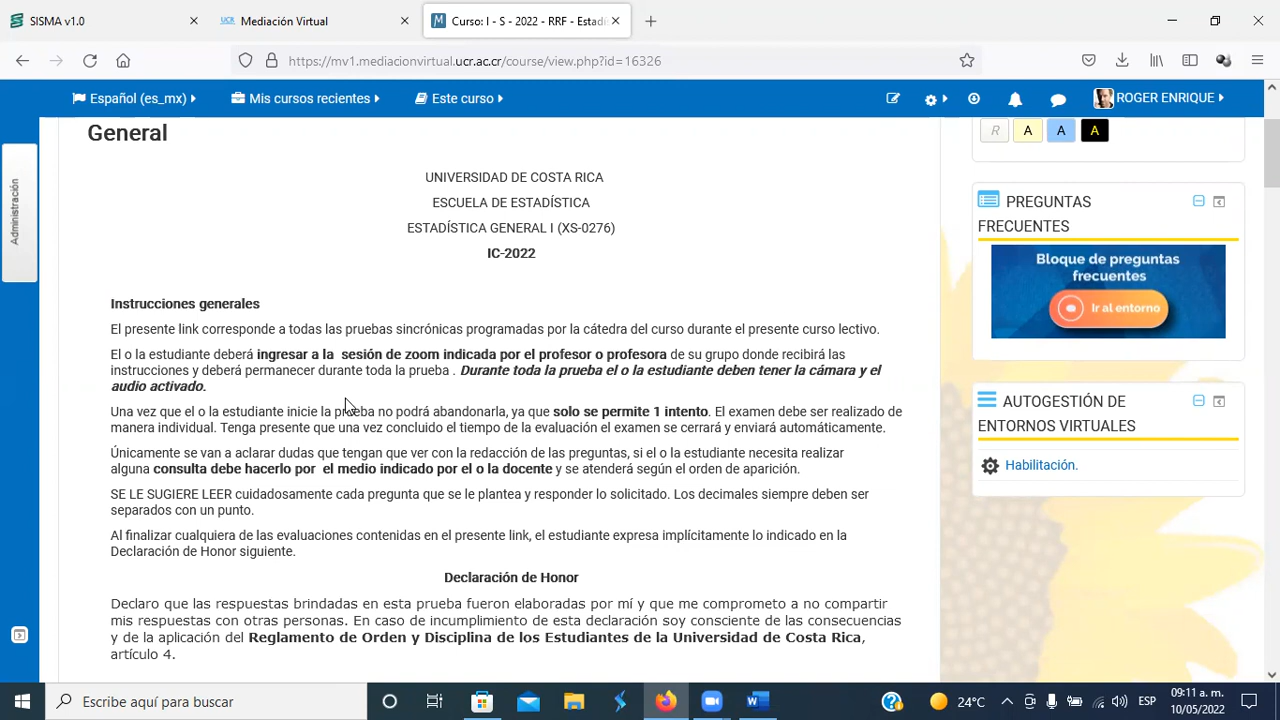 SISMA v1.0
UCR
Mediación Virtual
Curso: I - S - 2022 - RRF - Estadí
https://mv1.mediacionvirtual.ucr.ac.cr/course/view.php?id=16326
Español (es_mx)
Mis cursos recientes
Este curso
ROGER ENRIQUE
Administración
General
R A A A
UNIVERSIDAD DE COSTA RICA
ESCUELA DE ESTADÍSTICA
ESTADÍSTICA GENERAL I (XS-0276)
IC-2022
Instrucciones generales
El presente link corresponde a todas las pruebas sincrónicas programadas por la cátedra del curso durante el presente curso lectivo.
El o la estudiante deberá ingresar a la sesión de zoom indicada por el profesor o profesora de su grupo donde recibirá las
instrucciones y deberá permanecer durante toda la prueba . Durante toda la prueba el o la estudiante deben tener la cámara y el
audio activado.
Una vez que el o la estudiante inicie la prueba no podrá abandonarla, ya que solo se permite 1 intento. El examen debe ser realizado de
manera individual. Tenga presente que una vez concluido el tiempo de la evaluación el examen se cerrará y enviará automáticamente.
Únicamente se van a aclarar dudas que tengan que ver con la redacción de las preguntas, si el o la estudiante necesita realizar
alguna consulta debe hacerlo por el medio indicado por el o la docente y se atenderá según el orden de aparición.
SE LE SUGIERE LEER cuidadosamente cada pregunta que se le plantea y responder lo solicitado. Los decimales siempre deben ser
separados con un punto.
Al finalizar cualquiera de las evaluaciones contenidas en el presente link, el estudiante expresa implícitamente lo indicado en la
Declaración de Honor siguiente.
Declaración de Honor
Declaro que las respuestas brindadas en esta prueba fueron elaboradas por mí y que me comprometo a no compartir
mis respuestas con otras personas. En caso de incumplimiento de esta declaración soy consciente de las consecuencias
y de la aplicación del Reglamento de Orden y Disciplina de los Estudiantes de la Universidad de Costa Rica,
artículo 4.
PREGUNTAS
FRECUENTES
Bloque de preguntas
frecuentes
Ir al entorno
AUTOGESTIÓN DE
ENTORNOS VIRTUALES
Habilitación.
Escribe aquí para buscar
24°C
ESP
09:11 a. m.
10/05/2022